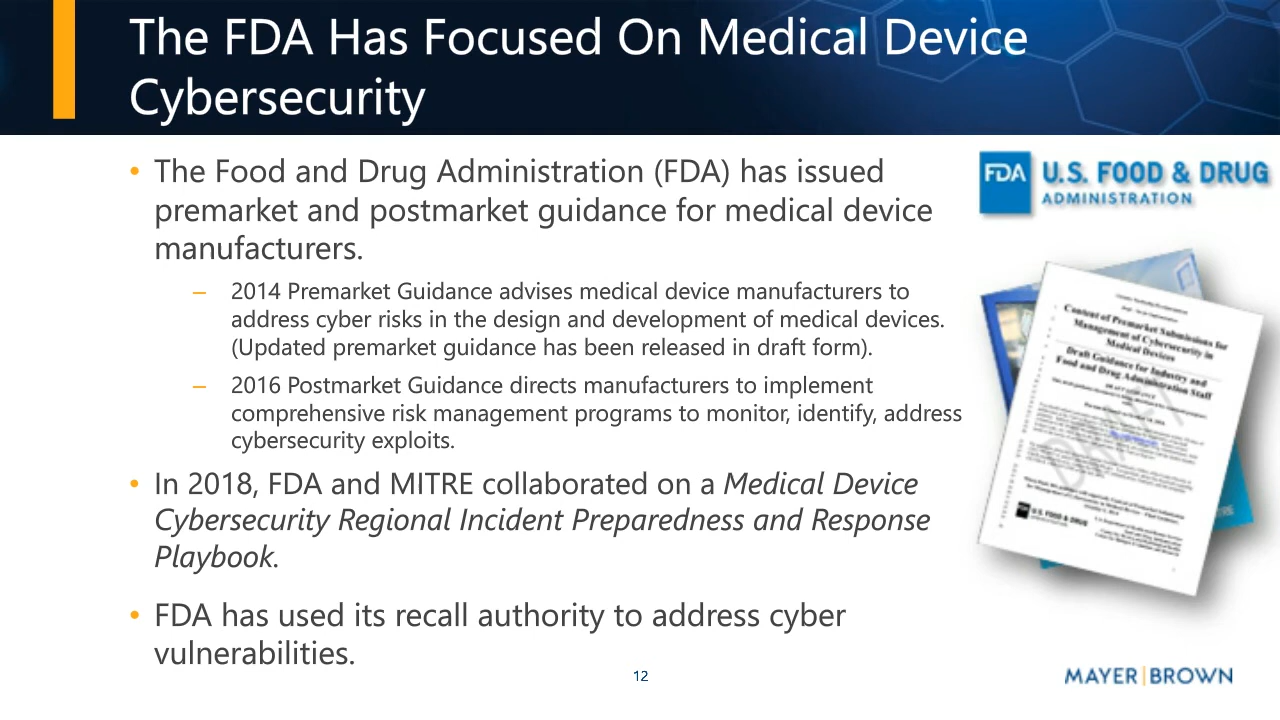 The FDA Has Focused On Medical Device
Cybersecurity
• The Food and Drug Administration (FDA) has issued
premarket and postmarket guidance for medical device
manufacturers.
– 2014 Premarket Guidance advises medical device manufacturers to
address cyber risks in the design and development of medical devices.
(Updated premarket guidance has been released in draft form).
– 2016 Postmarket Guidance directs manufacturers to implement
comprehensive risk management programs to monitor, identify, address
cybersecurity exploits.
• In 2018, FDA and MITRE collaborated on a Medical Device
Cybersecurity Regional Incident Preparedness and Response
Playbook.
• FDA has used its recall authority to address cyber
vulnerabilities.
FDA U.S. FOOD & DRUG
ADMINISTRATION
Content of Premarket Submissions for
Management of Cybersecurity in
Medical Devices
Draft Guidance for Industry and
Food and Drug Administration Staff
DRAFT
FDA U.S. FOOD & DRUG
12
MAYER|BROWN